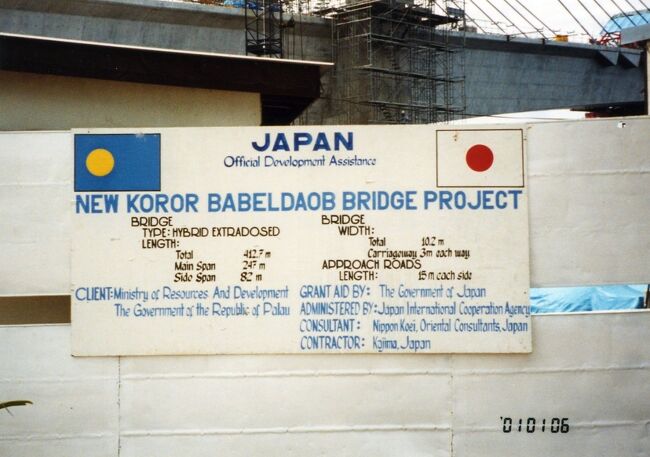 JAPAN
Official Development Assistance
NEW KOROR BABELDAOB BRIDGE PROJECT
BRIDGE
TYPE: HYBRID EXTRADOSED
LENGTH:
Total 412.7 m
Main Span 247 m
Side Span 82 m
BRIDGE
WIDTH:
Total 10.2 m
Carriageway 3m each way
APPROACH ROADS
LENGTH: 15 m each side
CLIENT: Ministry of Resources And Development
The Government of the Republic of Palau
GRANT AID BY: The Government of Japan
ADMINISTERED BY: Japan International Cooperation Agency
CONSULTANT: Nippon Koei, Oriental Consultants, Japan
CONTRACTOR: Kajima, Japan
'01 01 06